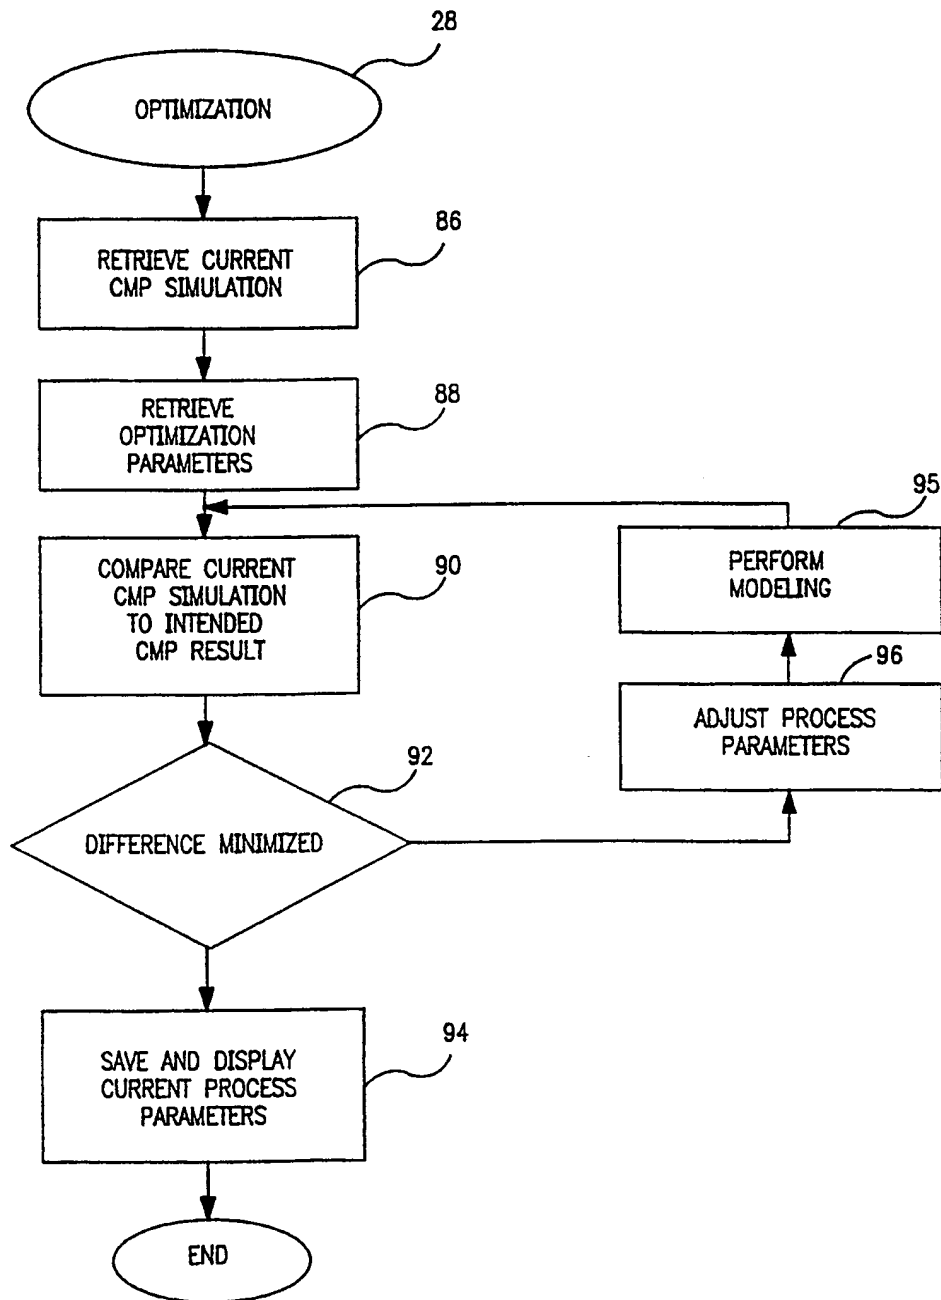 28
OPTIMIZATION
86
RETRIEVE CURRENT
CMP SIMULATION
88
RETRIEVE
OPTIMIZATION
PARAMETERS
95
PERFORM
MODELING
90
COMPARE CURRENT
CMP SIMULATION
TO INTENDED
CMP RESULT
96
ADJUST PROCESS
PARAMETERS
92
DIFFERENCE MINIMIZED
94
SAVE AND DISPLAY
CURRENT PROCESS
PARAMETERS
END